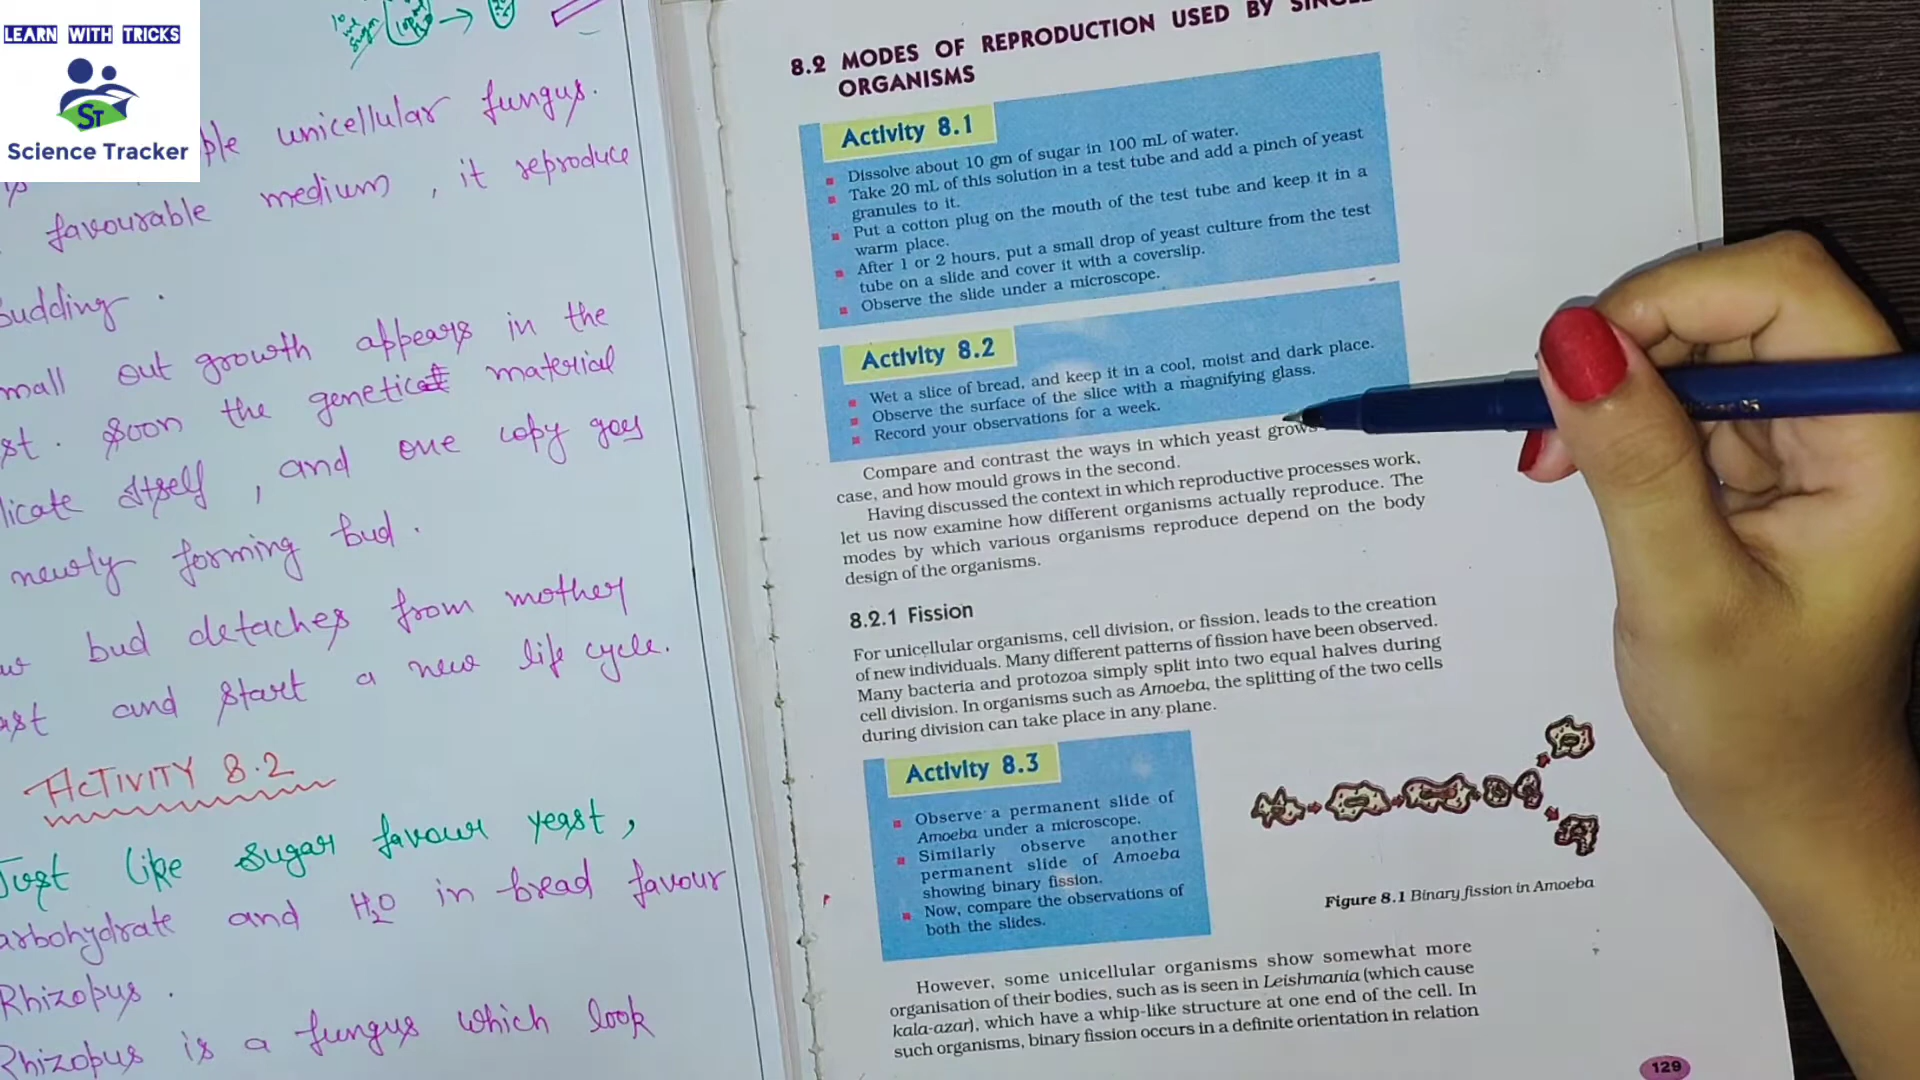 LEARN WITH TRICKS
ST
Science Tracker
10
sugar
unicellular fungus.
favourable medium, it reproduce
Budding.
mall out growth appears in the
st. Soon the genetic material
licate itself, and one copy goes
newly forming bud.
bud detaches from mother
ast and start a new life cycle.
ACTIVITY 8.2
Just like sugar favour yeast,
arbohydrate and H2O in bread favour
Rhizopus.
Rhizopus is a fungus which look
8.2 MODES OF REPRODUCTION USED BY SINGLE
ORGANISMS
Activity 8.1
Dissolve about 10 gm of sugar in 100 mL of water.
Take 20 mL of this solution in a test tube and add a pinch of yeast
granules to it.
Put a cotton plug on the mouth of the test tube and keep it in a
warm place.
After 1 or 2 hours, put a small drop of yeast culture from the test
tube on a slide and cover it with a coverslip.
Observe the slide under a microscope.
Activity 8.2
Wet a slice of bread, and keep it in a cool, moist and dark place.
Observe the surface of the slice with a magnifying glass.
Record your observations for a week.
Compare and contrast the ways in which yeast grows
case, and how mould grows in the second.
Having discussed the context in which reproductive processes work,
let us now examine how different organisms actually reproduce. The
modes by which various organisms reproduce depend on the body
design of the organisms.
8.2.1 Fission
For unicellular organisms, cell division, or fission, leads to the creation
of new individuals. Many different patterns of fission have been observed.
Many bacteria and protozoa simply split into two equal halves during
cell division. In organisms such as Amoeba, the splitting of the two cells
during division can take place in any plane.
Activity 8.3
Observe a permanent slide of
Amoeba under a microscope.
Similarly observe another
permanent slide of Amoeba
showing binary fission.
Now, compare the observations of
both the slides.
Figure 8.1 Binary fission in Amoeba
However, some unicellular organisms show somewhat more
organisation of their bodies, such as is seen in Leishmania (which cause
kala-azar), which have a whip-like structure at one end of the cell. In
such organisms, binary fission occurs in a definite orientation in relation
129